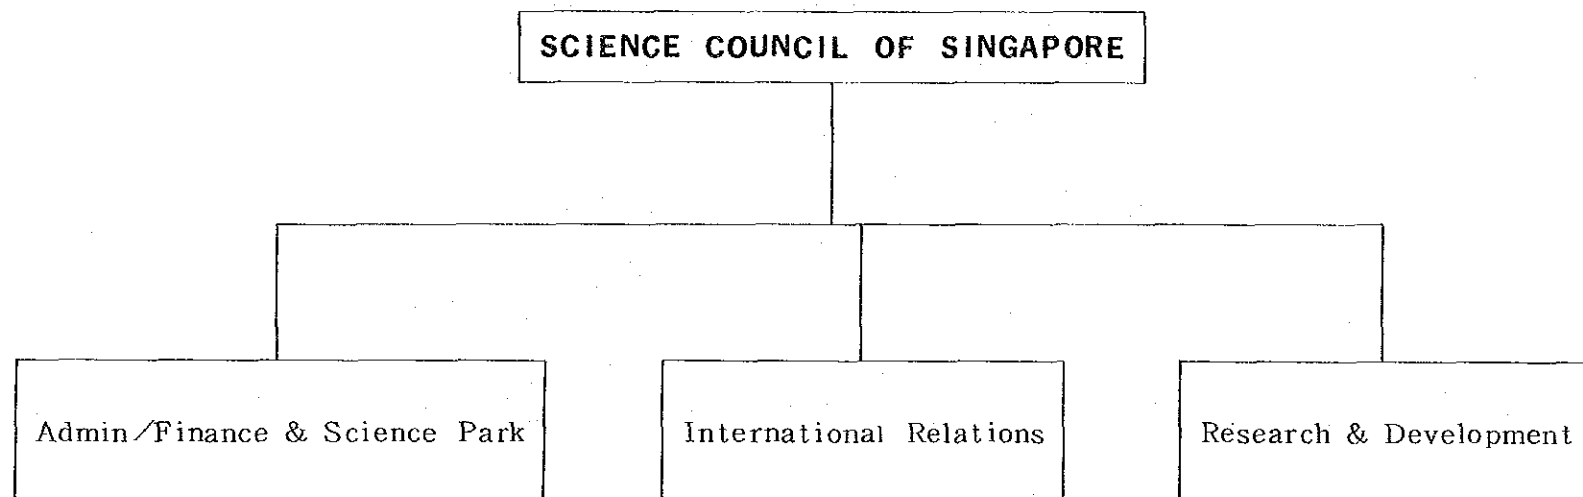 SCIENCE COUNCIL OF SINGAPORE
Admin/Finance & Science Park
International Relations
Research & Development